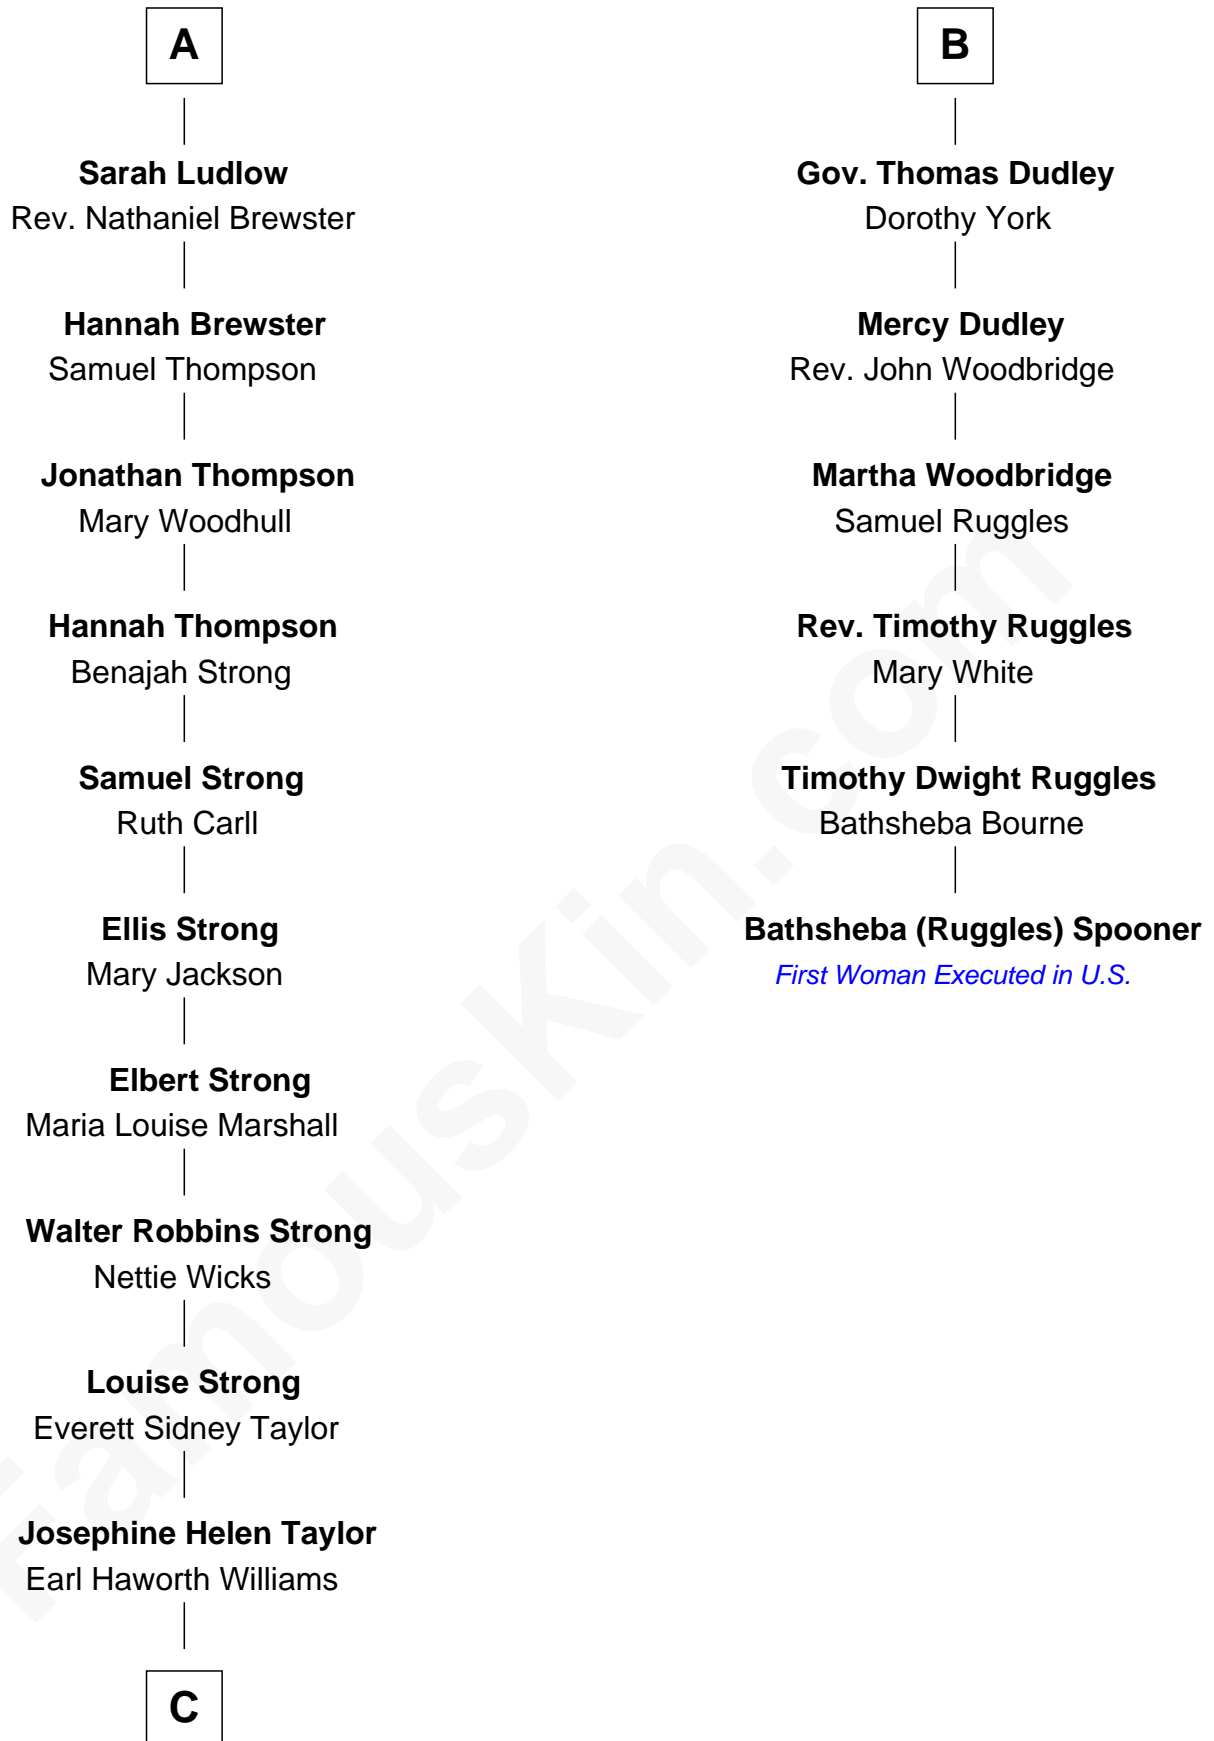 A
Sarah Ludlow
Rev. Nathaniel Brewster
Hannah Brewster
Samuel Thompson
Jonathan Thompson
Mary Woodhull
Hannah Thompson
Benajah Strong
Samuel Strong
Ruth Carll
Ellis Strong
Mary Jackson
Elbert Strong
Maria Louise Marshall
Walter Robbins Strong
Nettie Wicks
Louise Strong
Everett Sidney Taylor
Josephine Helen Taylor
Earl Haworth Williams
C
B
Gov. Thomas Dudley
Dorothy York
Mercy Dudley
Rev. John Woodbridge
Martha Woodbridge
Samuel Ruggles
Rev. Timothy Ruggles
Mary White
Timothy Dwight Ruggles
Bathsheba Bourne
Bathsheba (Ruggles) Spooner
First Woman Executed in U.S.
FamousKin.com